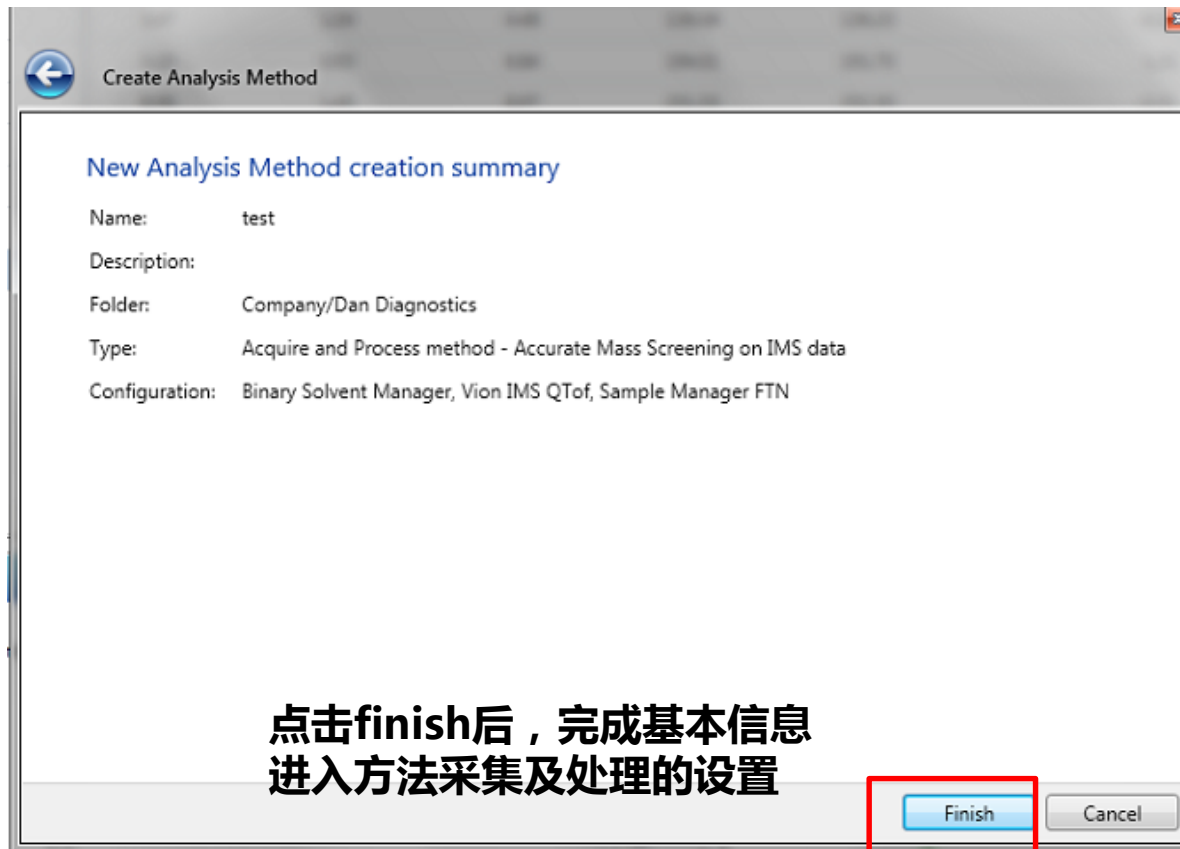 Create Analysis Method
New Analysis Method creation summary
Name: test
Description:
Folder: Company/Dan Diagnostics
Type: Acquire and Process method - Accurate Mass Screening on IMS data
Configuration: Binary Solvent Manager, Vion IMS QTof, Sample Manager FTN
点击finish后，完成基本信息
进入方法采集及处理的设置
Finish Cancel